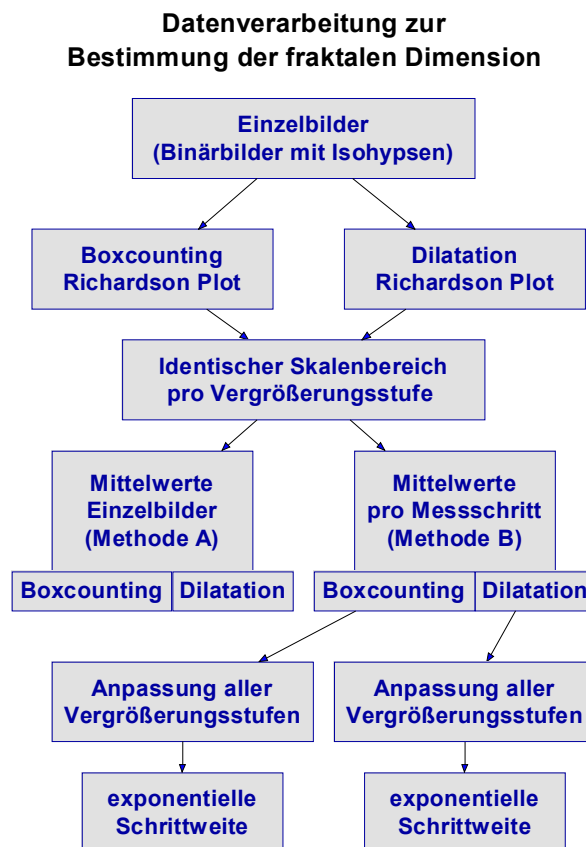 Datenverarbeitung zur
Bestimmung der fraktalen Dimension
Einzelbilder
(Binärbilder mit Isohypsen)
Boxcounting
Richardson Plot
Dilatation
Richardson Plot
Identischer Skalenbereich
pro Vergrößerungsstufe
Mittelwerte
Einzelbilder
(Methode A)
Boxcounting
Dilatation
Mittelwerte
pro Messschritt
(Methode B)
Boxcounting
Dilatation
Anpassung aller
Vergrößerungsstufen
Anpassung aller
Vergrößerungsstufen
exponentielle
Schrittweite
exponentielle
Schrittweite